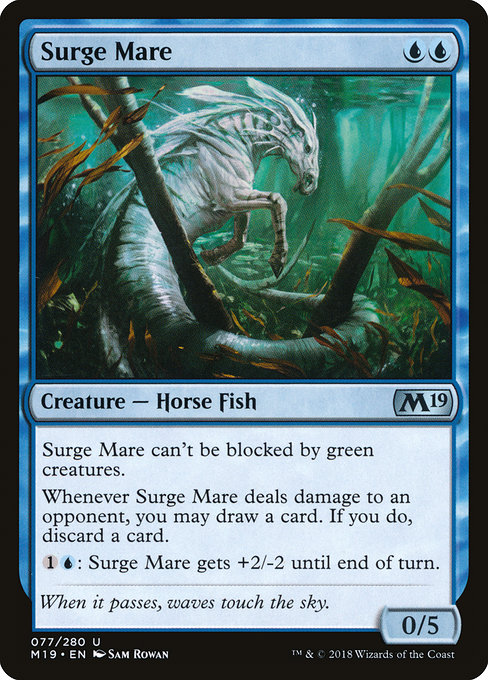 Surge Mare
Creature — Horse Fish
M19
Surge Mare can't be blocked by green
creatures.
Whenever Surge Mare deals damage to an
opponent, you may draw a card. If you do,
discard a card.
1: Surge Mare gets +2/-2 until end of turn.
When it passes, waves touch the sky.
0/5
077/280 U
M19 • EN Sam Rowan
™ & © 2018 Wizards of the Coast